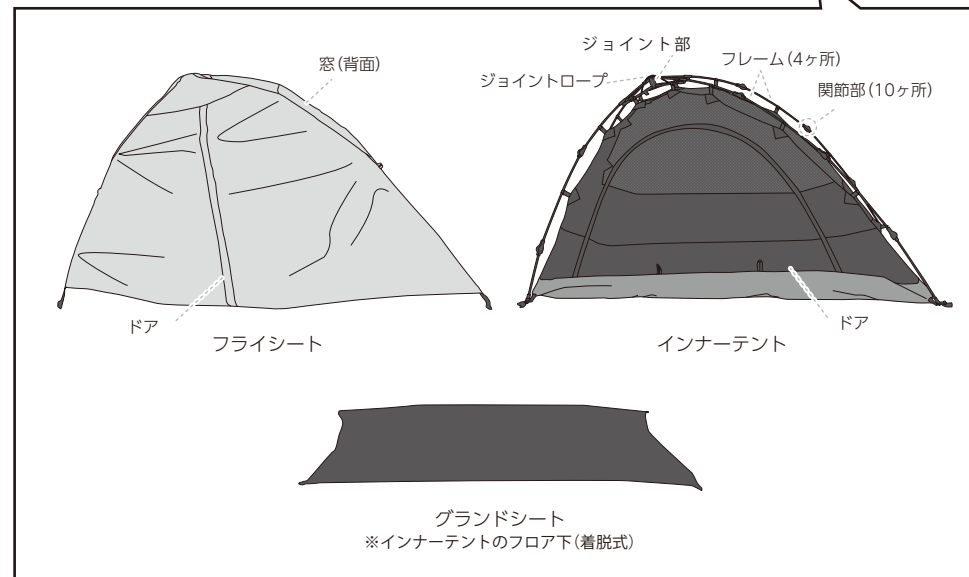 窓(背面)
ドア
フライシート
ジョイント部
ジョイントロープ
フレーム(4ヶ所)
関節部(10ヶ所)
ドア
インナーテント
グランドシート
※インナーテントのフロア下(着脱式)